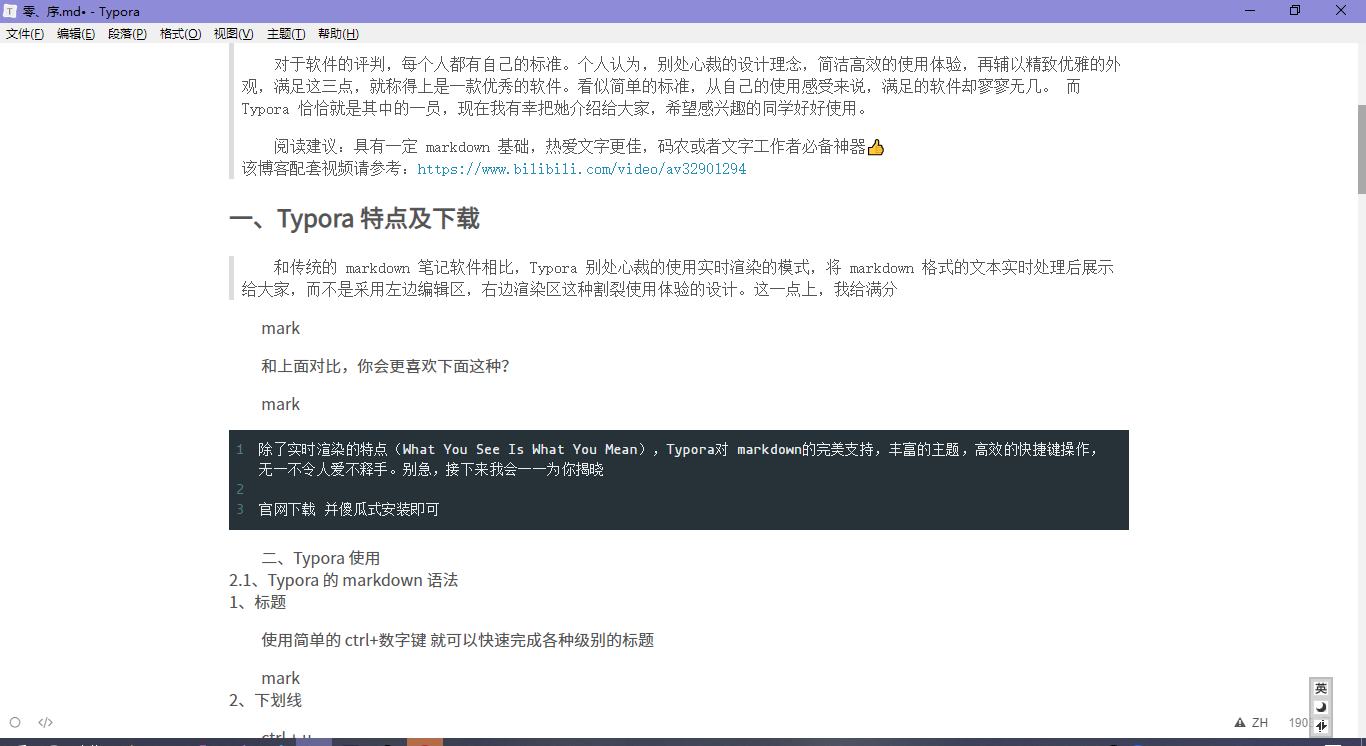 零、序.md• - Typora
文件(F) 编辑(E) 段落(P) 格式(O) 视图(V) 主题(T) 帮助(H)
对于软件的评判，每个人都有自己的标准。个人认为，别处心裁的设计理念，简洁高效的使用体验，再辅以精致优雅的外
观，满足这三点，就称得上是一款优秀的软件。看似简单的标准，从自己的使用感受来说，满足的软件却寥寥无几。 而
Typora 恰恰就是其中的一员，现在我有幸把她介绍给大家，希望感兴趣的同学好好使用。
阅读建议：具有一定 markdown 基础，热爱文字更佳，码农或者文字工作者必备神器👍
该博客配套视频请参考：https://www.bilibili.com/video/av32901294
一、Typora 特点及下载
和传统的 markdown 笔记软件相比，Typora 别处心裁的使用实时渲染的模式，将 markdown 格式的文本实时处理后展示
给大家，而不是采用左边编辑区，右边渲染区这种割裂使用体验的设计。这一点上，我给满分
mark
和上面对比，你会更喜欢下面这种？
mark
1 除了实时渲染的特点（What You See Is What You Mean），Typora对 markdown的完美支持，丰富的主题，高效的快捷键操作，
无一不令人爱不释手。别急，接下来我会一一为你揭晓
2
3 官网下载 并傻瓜式安装即可
二、Typora 使用
2.1、Typora 的 markdown 语法
1、标题
使用简单的 ctrl+数字键 就可以快速完成各种级别的标题
mark
2、下划线
ctrl + u
英
ZH 190